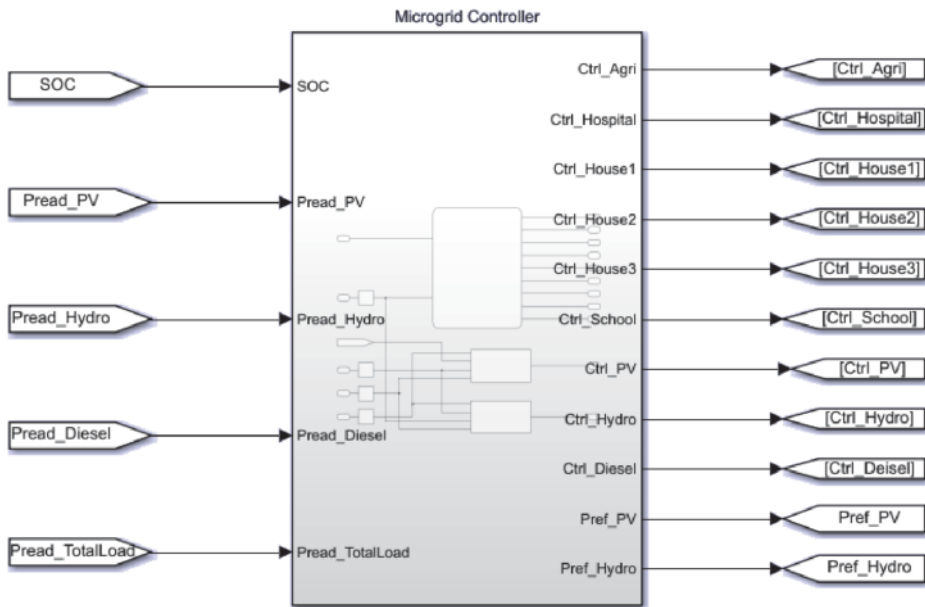 Microgrid Controller
SOC
Pread_PV
Pread_Hydro
Pread_Diesel
Pread_TotalLoad
SOC
Pread_PV
Pread_Hydro
Pread_Diesel
Pread_TotalLoad
Ctrl_Agri
Ctrl_Hospital
Ctrl_House1
Ctrl_House2
Ctrl_House3
Ctrl_School
Ctrl_PV
Ctrl_Hydro
Ctrl_Diesel
Pref_PV
Pref_Hydro
[Ctrl_Agri]
[Ctrl_Hospital]
[Ctrl_House1]
[Ctrl_House2]
[Ctrl_House3]
[Ctrl_School]
[Ctrl_PV]
[Ctrl_Hydro]
[Ctrl_Deisel]
Pref_PV
Pref_Hydro